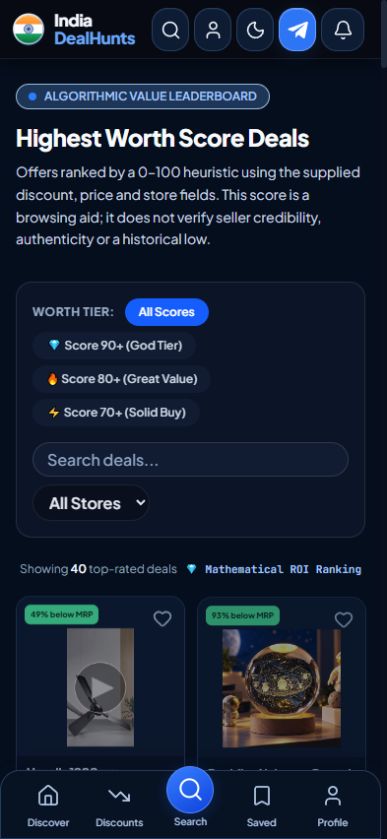 India
DealHunts
ALGORITHMIC VALUE LEADERBOARD
Highest Worth Score Deals
Offers ranked by a 0–100 heuristic using the supplied
discount, price and store fields. This score is a
browsing aid; it does not verify seller credibility,
authenticity or a historical low.
WORTH TIER: All Scores
💎 Score 90+ (God Tier)
🔥 Score 80+ (Great Value)
⚡ Score 70+ (Solid Buy)
Search deals...
All Stores
Showing 40 top-rated deals 💎 Mathematical ROI Ranking
49% below MRP
93% below MRP
Discover
Discounts
Search
Saved
Profile